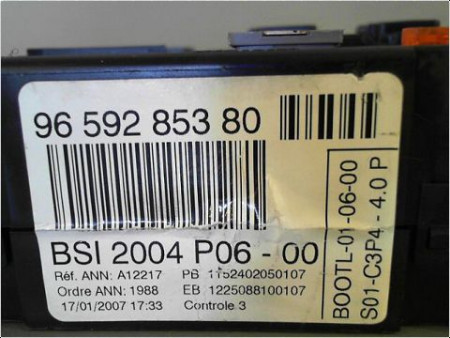 96 592 853 80
BSI 2004 P06 - 00
Réf. ANN: A12217 PB 1152402050107
Ordre ANN: 1988 EB 1225088100107
17/01/2007 17:33 Controle 3
BOOTL-01-06-00
S01-C3P4 - 4.0 P